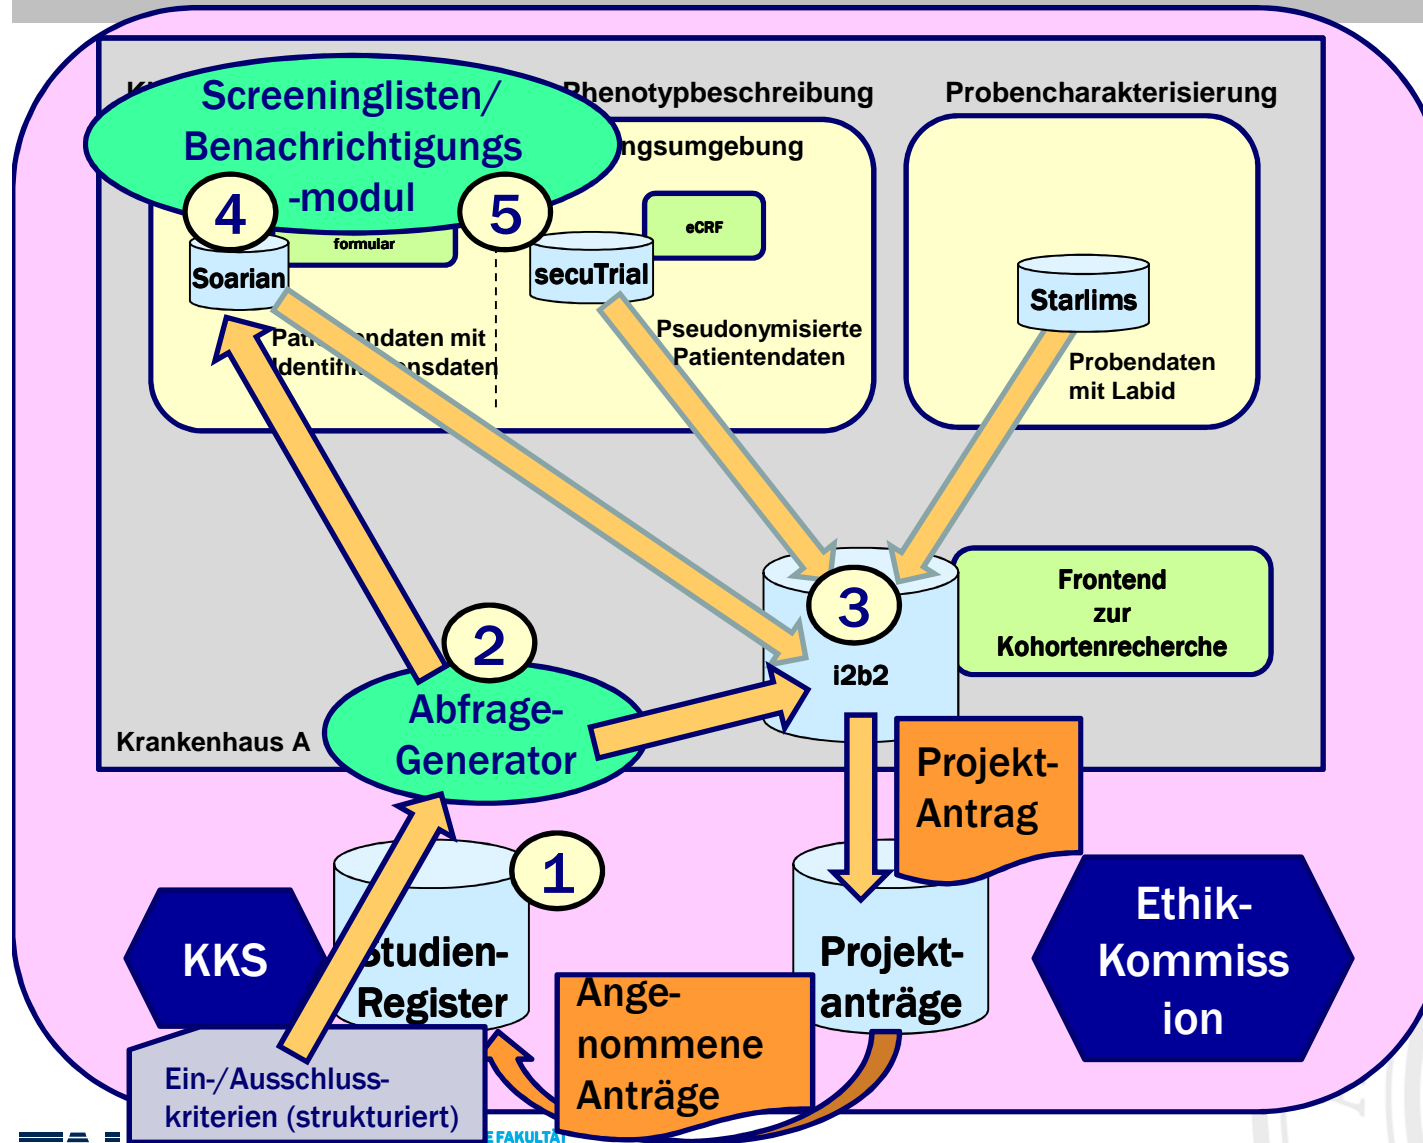 Screeninglisten/
Benachrichtigungs
-modul
Phenotypbeschreibung
Probencharakterisierung
ngsumgebung
4
5
formular
eCRF
Soarian
secuTrial
Starlims
Patientendaten mit
Pseudonymisierte
Patientendaten
Probendaten
mit Labid
3
i2b2
Frontend
zur
Kohortenrecherche
2
Abfrage-
Generator
Krankenhaus A
Projekt-
Antrag
1
KKS
Studien-
Register
Projekt-
anträge
Ethik-
Kommiss
ion
Ange-
nommene
Anträge
Ein-/Ausschluss-
kriterien (strukturiert)
E FAKULTÄT